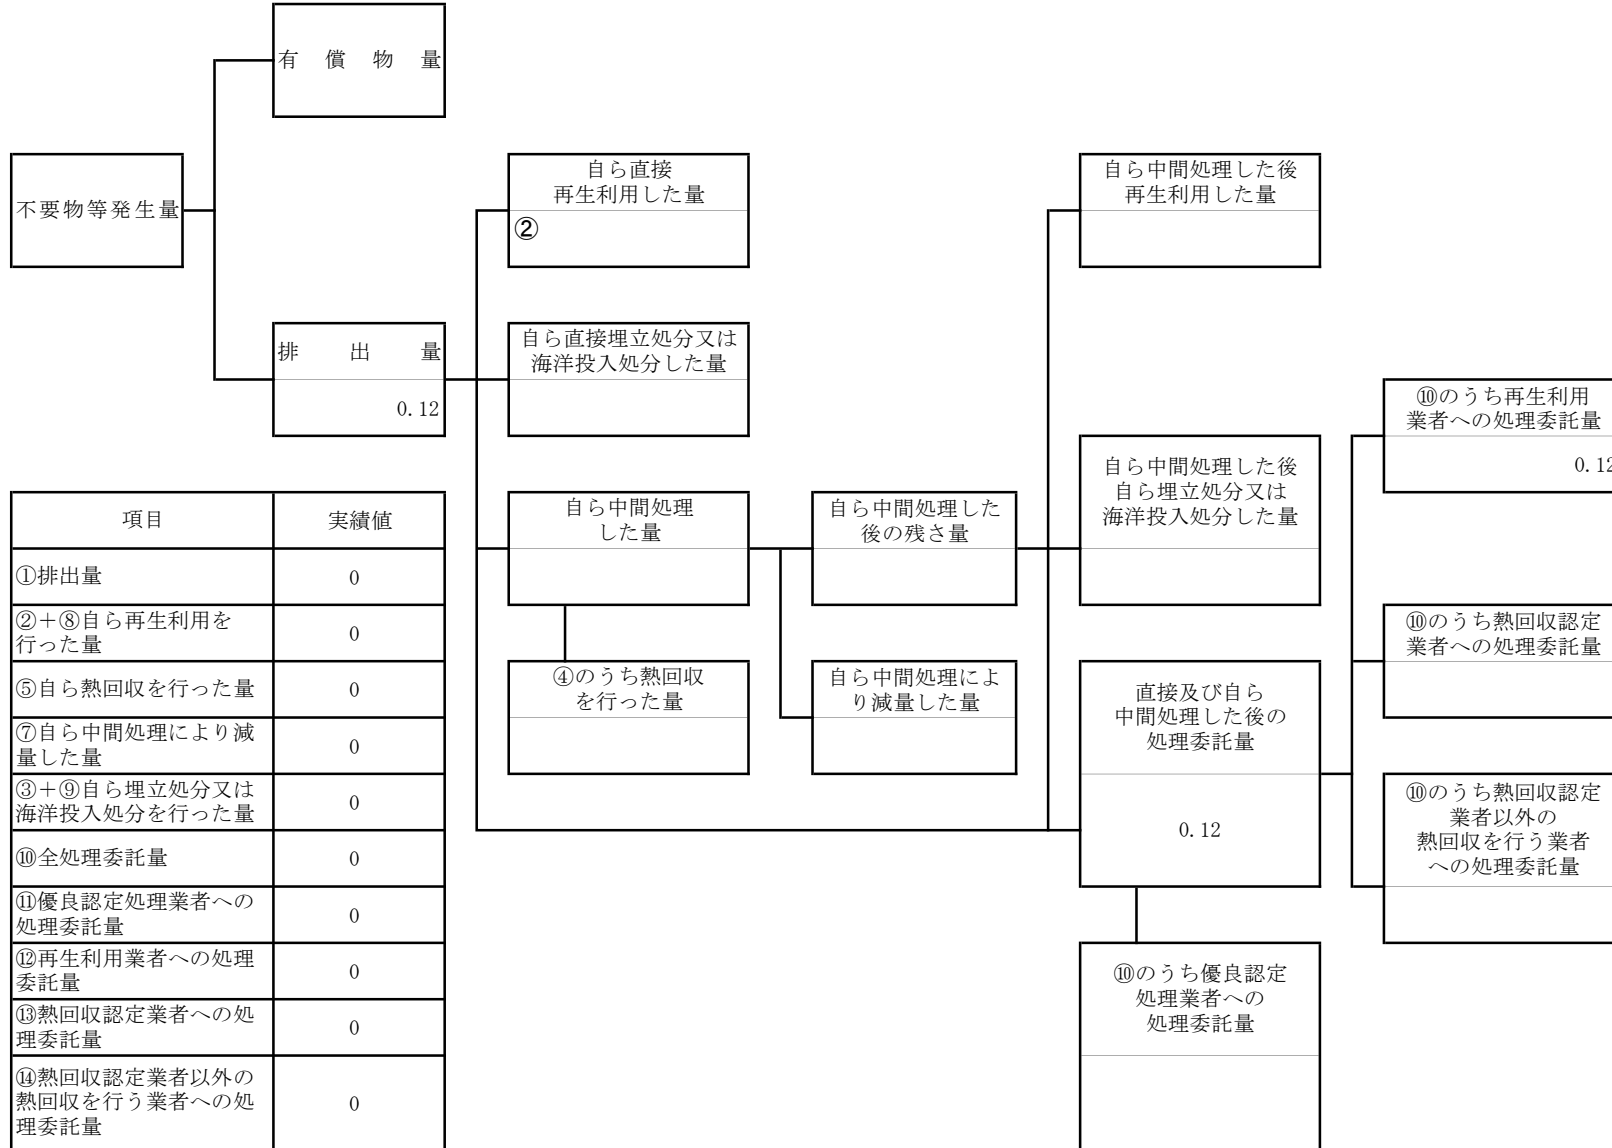 有償物量
不要物等発生量
自ら直接
再生利用した量
②
自ら中間処理した後
再生利用した量
排出量
0.12
自ら直接埋立処分又は
海洋投入処分した量
⑩のうち再生利用
業者への処理委託量
0.12
自ら中間処理
した量
自ら中間処理した
後の残さ量
自ら中間処理した後
自ら埋立処分又は
海洋投入処分した量
⑩のうち熱回収認定
業者への処理委託量
④のうち熱回収
を行った量
自ら中間処理によ
り減量した量
直接及び自ら
中間処理した後の
処理委託量
0.12
⑩のうち熱回収認定
業者以外の
熱回収を行う業者
への処理委託量
⑩のうち優良認定
処理業者への
処理委託量
項目 実績値
①排出量 0
②+⑧自ら再生利用を
行った量 0
⑤自ら熱回収を行った量 0
⑦自ら中間処理により減
量した量 0
③+⑨自ら埋立処分又は
海洋投入処分を行った量 0
⑩全処理委託量 0
⑪優良認定処理業者への
処理委託量 0
⑫再生利用業者への処理
委託量 0
⑬熱回収認定業者への処
理委託量 0
⑭熱回収認定業者以外の
熱回収を行う業者への処
理委託量 0